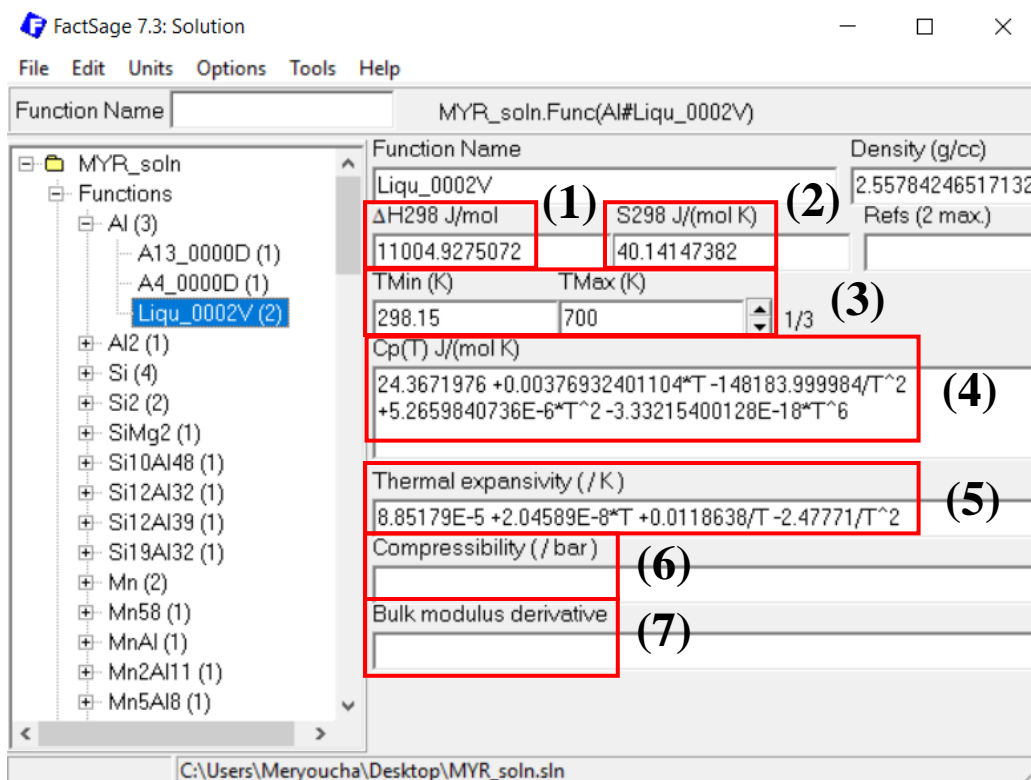 FactSage 7.3: Solution
File Edit Units Options Tools Help
Function Name MYR_soln.Func(Al#Liqu_0002V)
MYR_soln
Functions
Al (3)
A13_0000D (1)
A4_0000D (1)
Liqu_0002V (2)
Al2 (1)
Si (4)
Si2 (2)
SiMg2 (1)
Si10Al48 (1)
Si12Al32 (1)
Si12Al39 (1)
Si19Al32 (1)
Mn (2)
Mn58 (1)
MnAl (1)
Mn2Al11 (1)
Mn5Al8 (1)
Function Name Density (g/cc)
Liqu_0002V 2.55784246517132
ΔH298 J/mol (1) S298 J/(mol K) (2) Refs (2 max.)
11004.9275072 40.14147382
TMin (K) TMax (K) (3)
298.15 700 1/3
Cp(T) J/(mol K)
24.3671976 +0.00376932401104*T -148183.999984/T^2 (4)
+5.2659840736E-6*T^2 -3.33215400128E-18*T^6
Thermal expansivity ( / K ) (5)
8.85179E-5 +2.04589E-8*T +0.0118638/T -2.47771/T^2
Compressibility ( / bar ) (6)
Bulk modulus derivative (7)
C:\Users\Meryoucha\Desktop\MYR_soln.sln